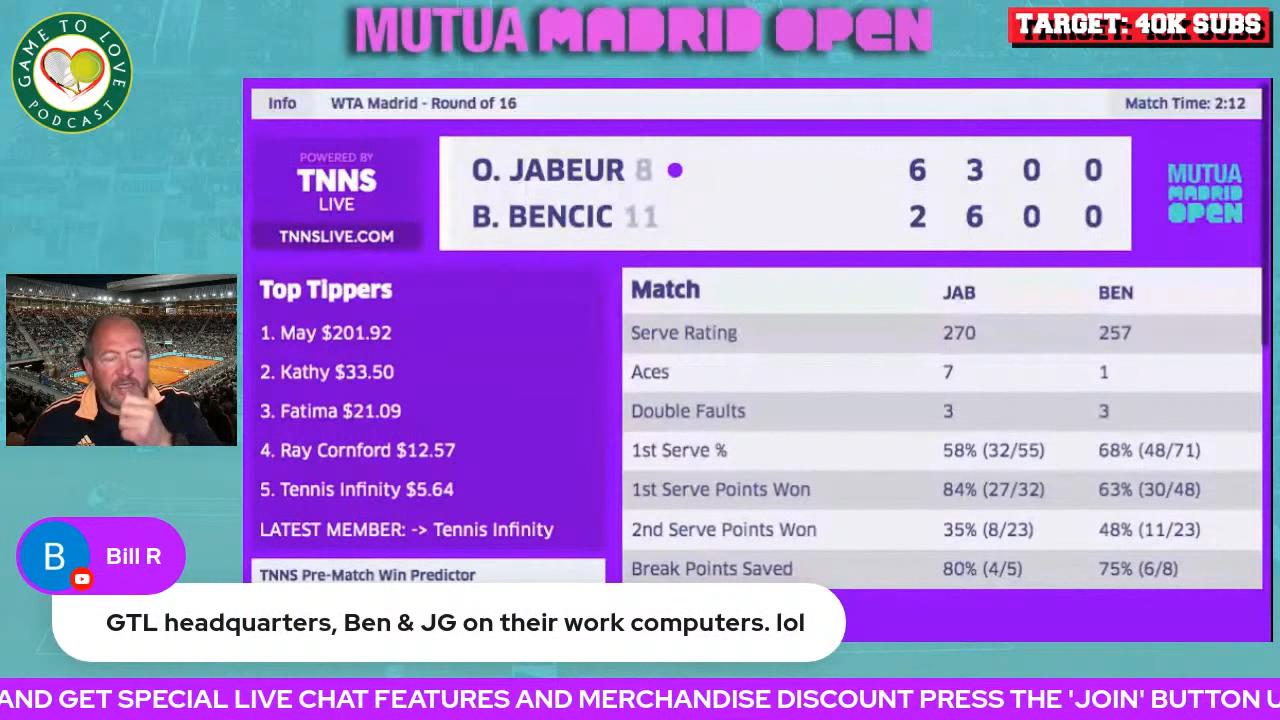 GAME TO LOVE
PODCAST
MUTUA MADRID OPEN
TARGET: 40K SUBS
Info WTA Madrid - Round of 16 Match Time: 2:12
POWERED BY
TNNS
LIVE
TNNSLIVE.COM
O. JABEUR 8 6 3 0 0
B. BENCIC 11 2 6 0 0
MUTUA
MADRID
OPEN
Top Tippers
1. May $201.92
2. Kathy $33.50
3. Fatima $21.09
4. Ray Cornford $12.57
5. Tennis Infinity $5.64
LATEST MEMBER: -> Tennis Infinity
TNNS Pre-Match Win Predictor
Match JAB BEN
Serve Rating 270 257
Aces 7 1
Double Faults 3 3
1st Serve % 58% (32/55) 68% (48/71)
1st Serve Points Won 84% (27/32) 63% (30/48)
2nd Serve Points Won 35% (8/23) 48% (11/23)
Break Points Saved 80% (4/5) 75% (6/8)
B Bill R
GTL headquarters, Ben & JG on their work computers. lol
AND GET SPECIAL LIVE CHAT FEATURES AND MERCHANDISE DISCOUNT PRESS THE 'JOIN' BUTTON U